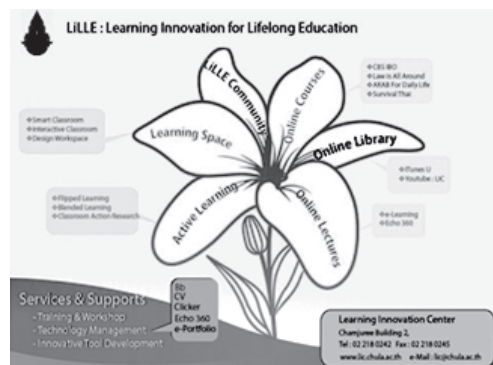 LiLLE : Learning Innovation for Lifelong Education
LiLLE Community
Online Courses
❖CBS IBO
❖Law Is All Around
❖ARAB For Daily Life
❖Survival Thai
Learning Space
❖Smart Classroom
❖Interactive Classroom
❖Design Workspace
Online Library
❖iTunes U
❖Youtube : LIC
Active Learning
❖Flipped Learning
❖Blended Learning
❖Classroom Action Research
Online Lectures
❖e-Learning
❖Echo 360
Services & Supports
- Training & Workshop
- Technology Management
- Innovative Tool Development
Bb
CV
Clicker
Echo 360
e-Portfolio
Learning Innovation Center
Chamjuree Building 2,
Tel : 02 218 0242 Fax : 02 218 0245
www.lic.chula.ac.th e-Mail : lic@chula.ac.th